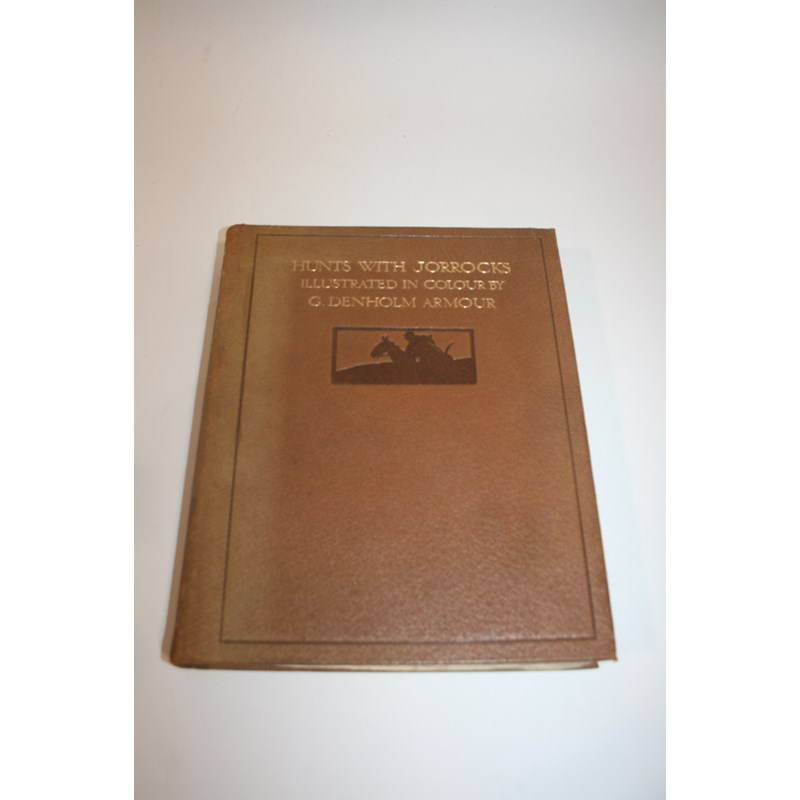 HUNTS WITH JORROCKS
ILLUSTRATED IN COLOUR BY
G. DENHOLM ARMOUR